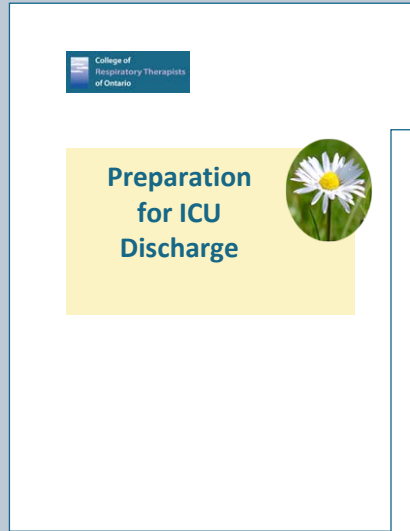 College of
Respiratory Therapists
of Ontario
Preparation
for ICU
Discharge